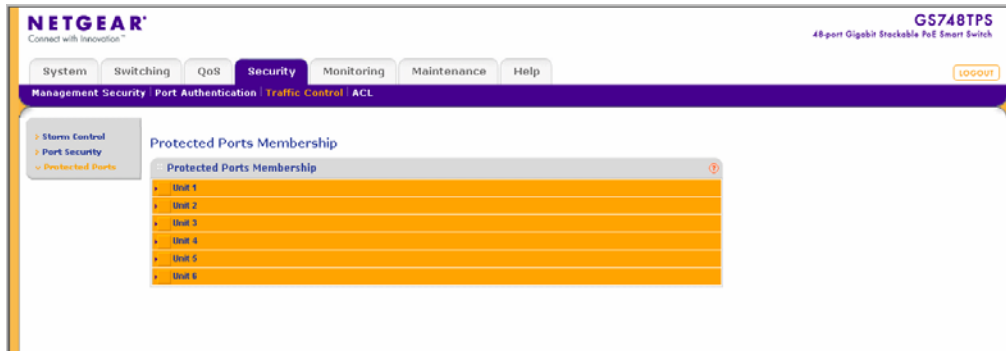 NETGEAR®
Connect with Innovation™
GS748TPS
48-port Gigabit Stackable PoE Smart Switch
System Switching QoS Security Monitoring Maintenance Help
LOGOUT
Management Security | Port Authentication | Traffic Control | ACL
Storm Control
Port Security
Protected Ports
Protected Ports Membership
Protected Ports Membership ?
Unit 1
Unit 2
Unit 3
Unit 4
Unit 5
Unit 6